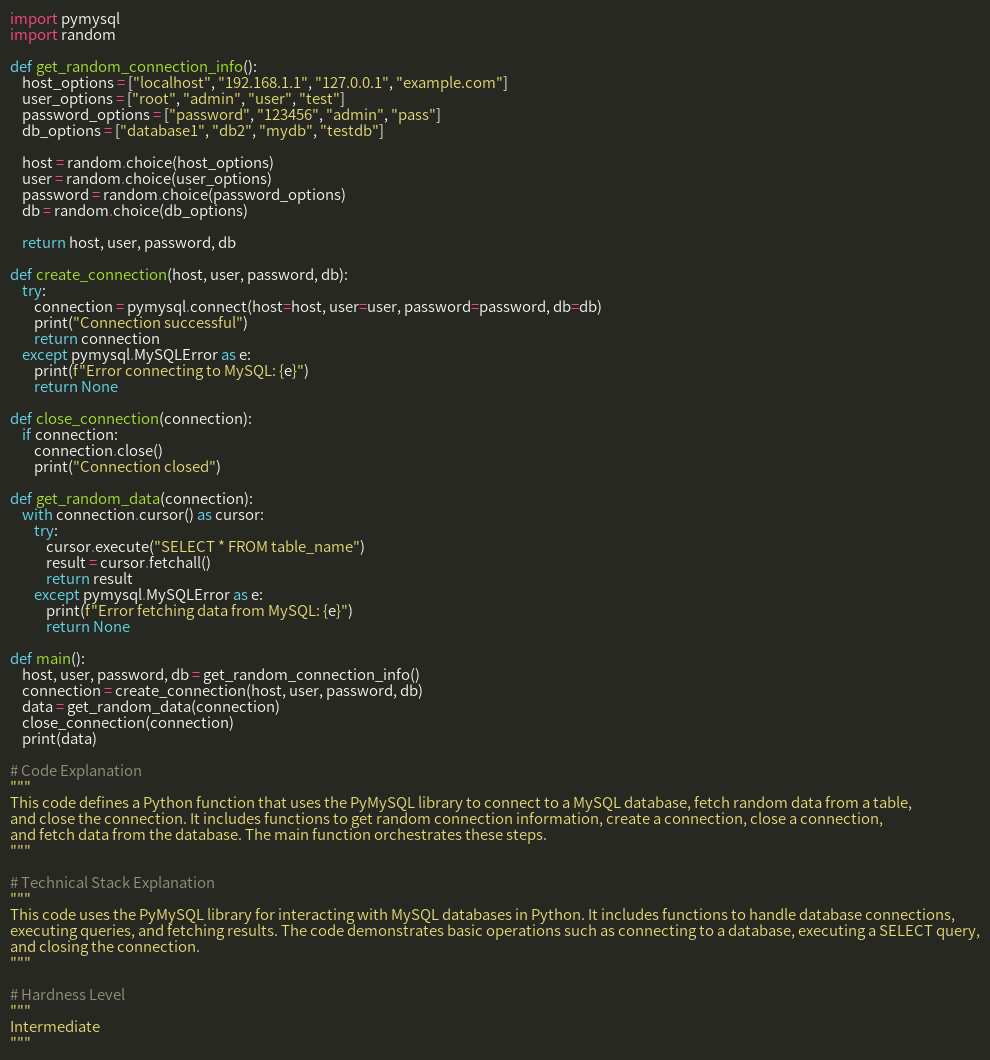 import pymysql
import random

def get_random_connection_info():
    host_options = ["localhost", "192.168.1.1", "127.0.0.1", "example.com"]
    user_options = ["root", "admin", "user", "test"]
    password_options = ["password", "123456", "admin", "pass"]
    db_options = ["database1", "db2", "mydb", "testdb"]

    host = random.choice(host_options)
    user = random.choice(user_options)
    password = random.choice(password_options)
    db = random.choice(db_options)

    return host, user, password, db

def create_connection(host, user, password, db):
    try:
        connection = pymysql.connect(host=host, user=user, password=password, db=db)
        print("Connection successful")
        return connection
    except pymysql.MySQLError as e:
        print(f"Error connecting to MySQL: {e}")
        return None

def close_connection(connection):
    if connection:
        connection.close()
        print("Connection closed")

def get_random_data(connection):
    with connection.cursor() as cursor:
        try:
            cursor.execute("SELECT * FROM table_name")
            result = cursor.fetchall()
            return result
        except pymysql.MySQLError as e:
            print(f"Error fetching data from MySQL: {e}")
            return None

def main():
    host, user, password, db = get_random_connection_info()
    connection = create_connection(host, user, password, db)
    data = get_random_data(connection)
    close_connection(connection)
    print(data)

# Code Explanation
"""
This code defines a Python function that uses the PyMySQL library to connect to a MySQL database, fetch random data from a table,
and close the connection. It includes functions to get random connection information, create a connection, close a connection,
and fetch data from the database. The main function orchestrates these steps.
"""

# Technical Stack Explanation
"""
This code uses the PyMySQL library for interacting with MySQL databases in Python. It includes functions to handle database connections,
executing queries, and fetching results. The code demonstrates basic operations such as connecting to a database, executing a SELECT query,
and closing the connection.
"""

# Hardness Level
"""
Intermediate
"""